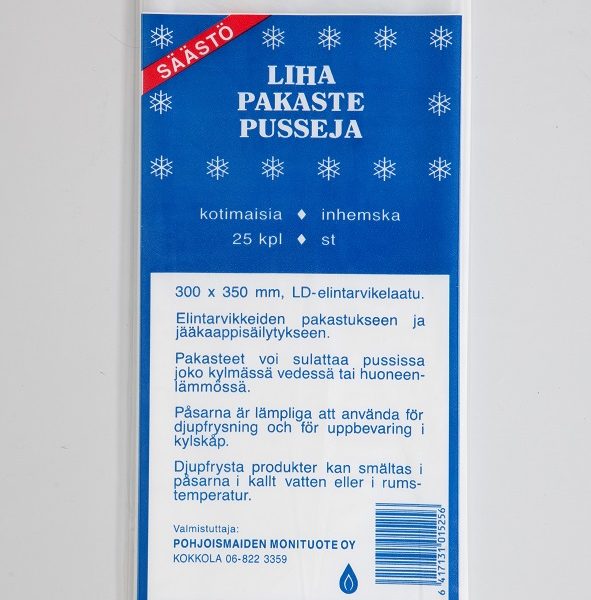 SÄÄSTÖ
LIHA
PAKASTE
PUSSEJA
kotimaisia ♦ inhemska
25 kpl ♦ st
300 x 350 mm, LD-elintarvikelaatu.
Elintarvikkeiden pakastukseen ja
jääkaappisäilytykseen.
Pakasteet voi sulattaa pussissa
joko kylmässä vedessä tai huoneen-
lämmössä.
Påsarna är lämpliga att använda för
djupfrysning och för uppbevaring i
kylskåp.
Djupfrysta produkter kan smältas i
påsarna i kallt vatten eller i rums-
temperatur.
Valmistuttaja:
POHJOISMAIDEN MONITUOTE OY
KOKKOLA 06-822 3359
6 417131 015256